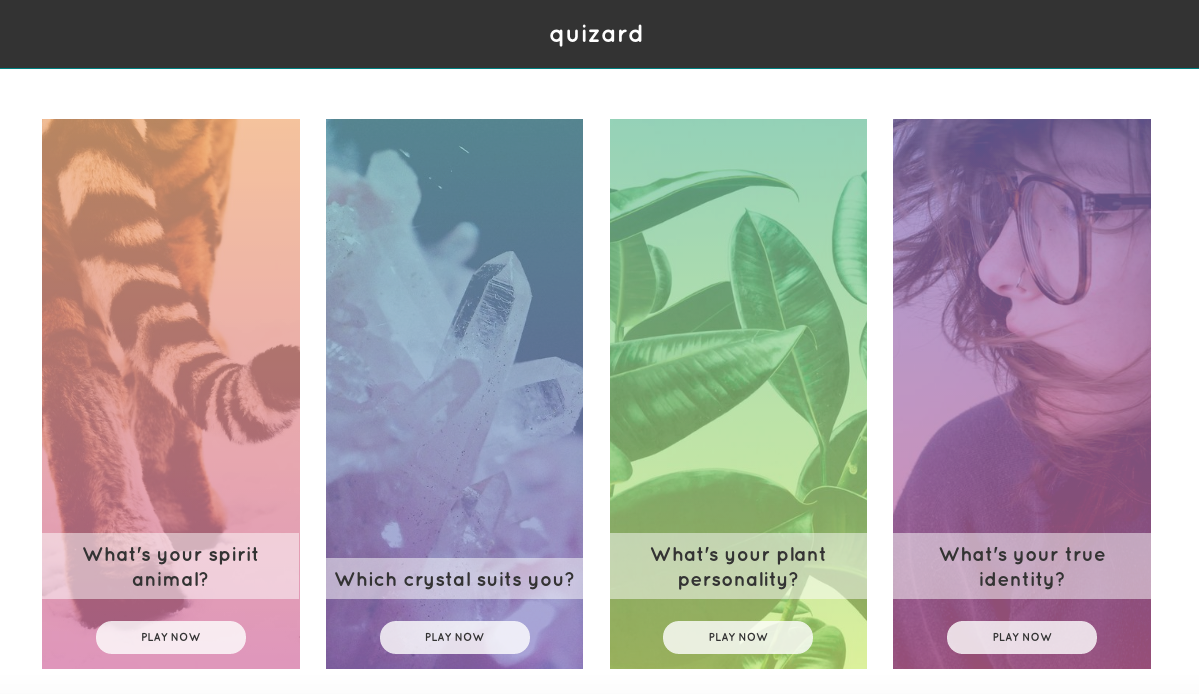 quizard
What's your spirit
animal?
PLAY NOW
Which crystal suits you?
PLAY NOW
What's your plant
personality?
PLAY NOW
What's your true
identity?
PLAY NOW